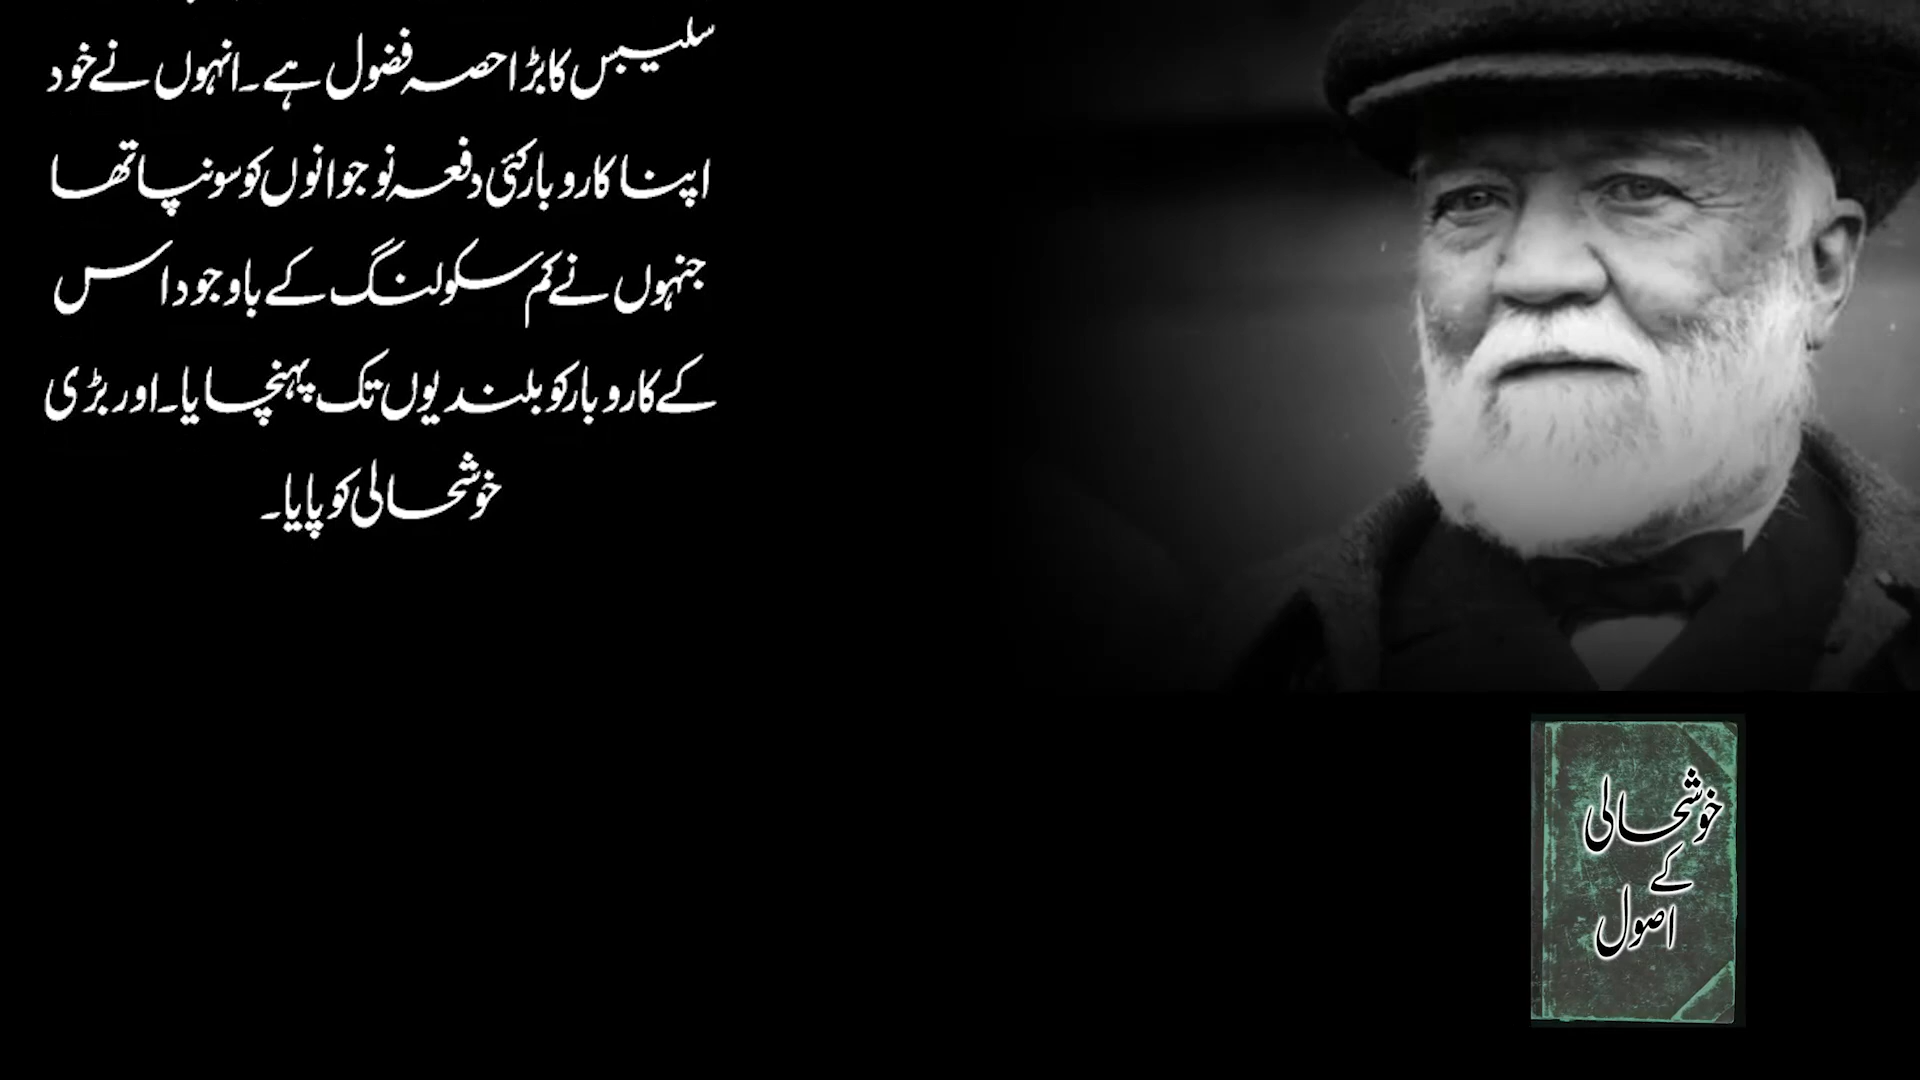 سلیبس کا بڑا حصہ فضول ہے۔ انہوں نے خود
اپنا کاروبار کئی دفعہ نوجوانوں کو سونپا تھا
جنہوں نے کم سکولنگ کے باوجود اس
کے کاروبار کو بلندیوں تک پہنچایا۔ اور بڑی
خوشحالی کو پایا۔
خوشحالی
کے
اصول